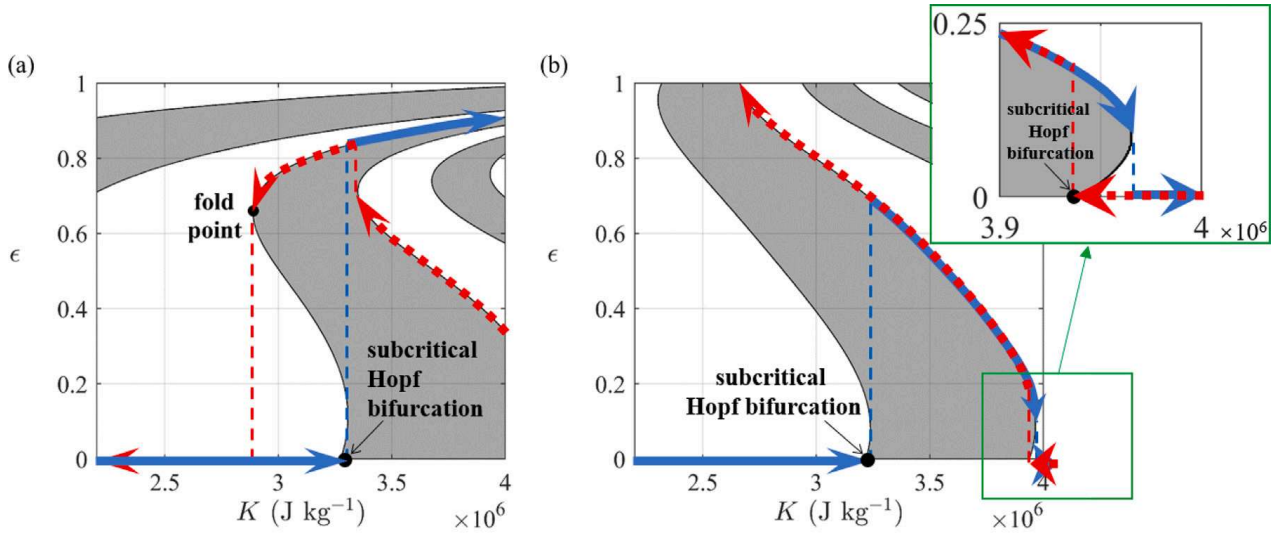 (a)
1
0.8
0.6
0.4
0.2
0
ϵ
fold
point
subcritical
Hopf
bifurcation
2.5
3
3.5
4
K (J kg⁻¹)
×10⁶
(b)
1
0.8
0.6
0.4
0.2
0
ϵ
subcritical
Hopf bifurcation
2.5
3
3.5
4
K (J kg⁻¹)
×10⁶
0.25
subcritical
Hopf
bifurcation
0
3.9
4 ×10⁶